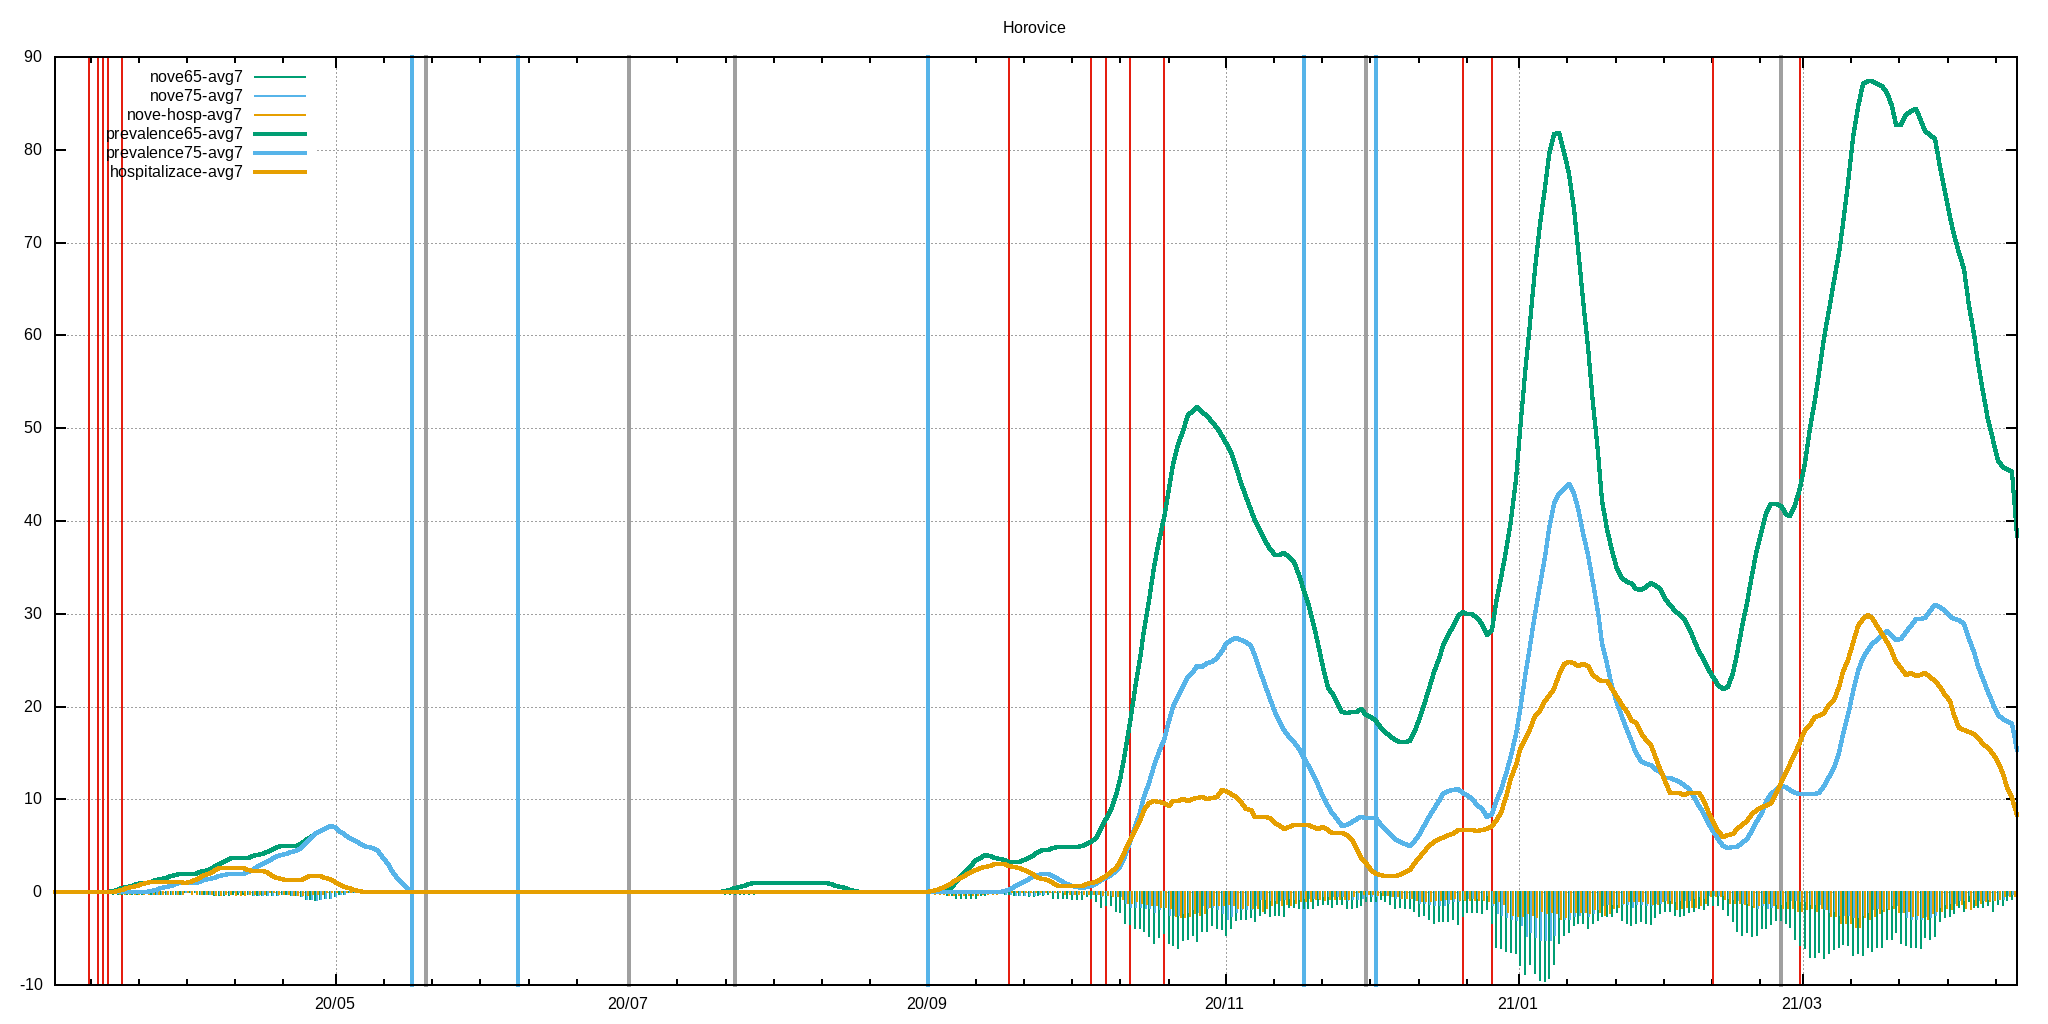 Horovice
90
80
70
60
50
40
30
20
10
0
-10
nove65-avg7
nove75-avg7
nove-hosp-avg7
prevalence65-avg7
prevalence75-avg7
hospitalizace-avg7
20/05 20/07 20/09 20/11 21/01 21/03